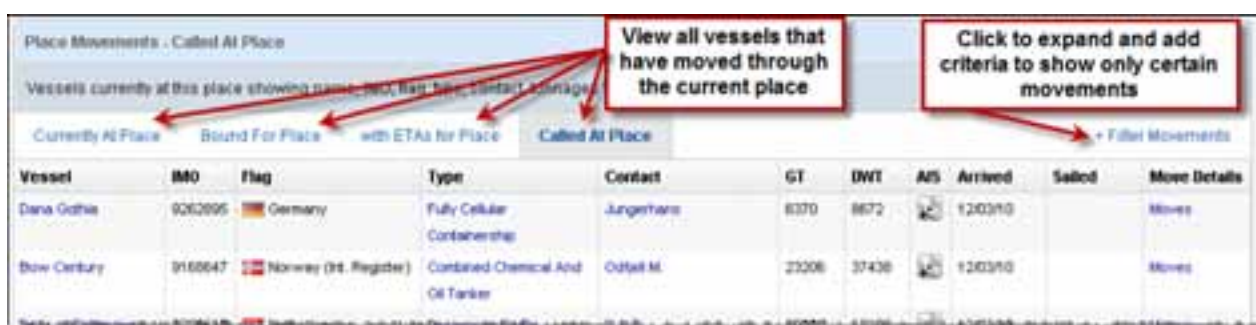 Place Movements - Called At Place
View all vessels that
have moved through
the current place
Click to expand and add
criteria to show only certain
movements
Vessels currently at this place showing name, IMO, flag, type, contact
Currently At Place Bound For Place with ETAs for Place Called At Place + Filter Movements
Vessel IMO Flag Type Contact GT DWT AIS Arrived Sailed Move Details
Dana Gothia 9262895 Germany Fully Cellular Containership Jungerhans 8370 8672 12/03/10 Moves
Bow Century 9168647 Norway (Int. Register) Combined Chemical And Oil Tanker Odfjell M. 23206 37438 12/03/10 Moves